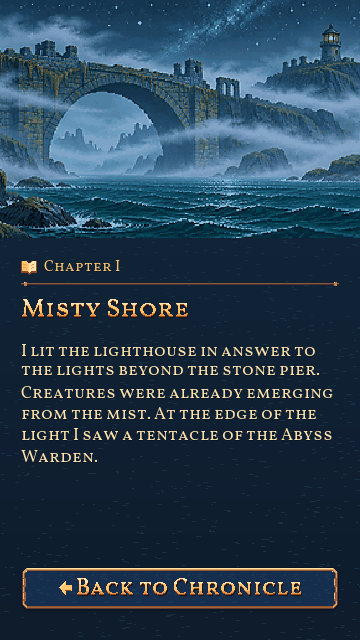 Chapter I
Misty Shore
I lit the lighthouse in answer to
the lights beyond the stone pier.
Creatures were already emerging
from the mist. At the edge of the
light I saw a tentacle of the Abyss
Warden.
Back to Chronicle